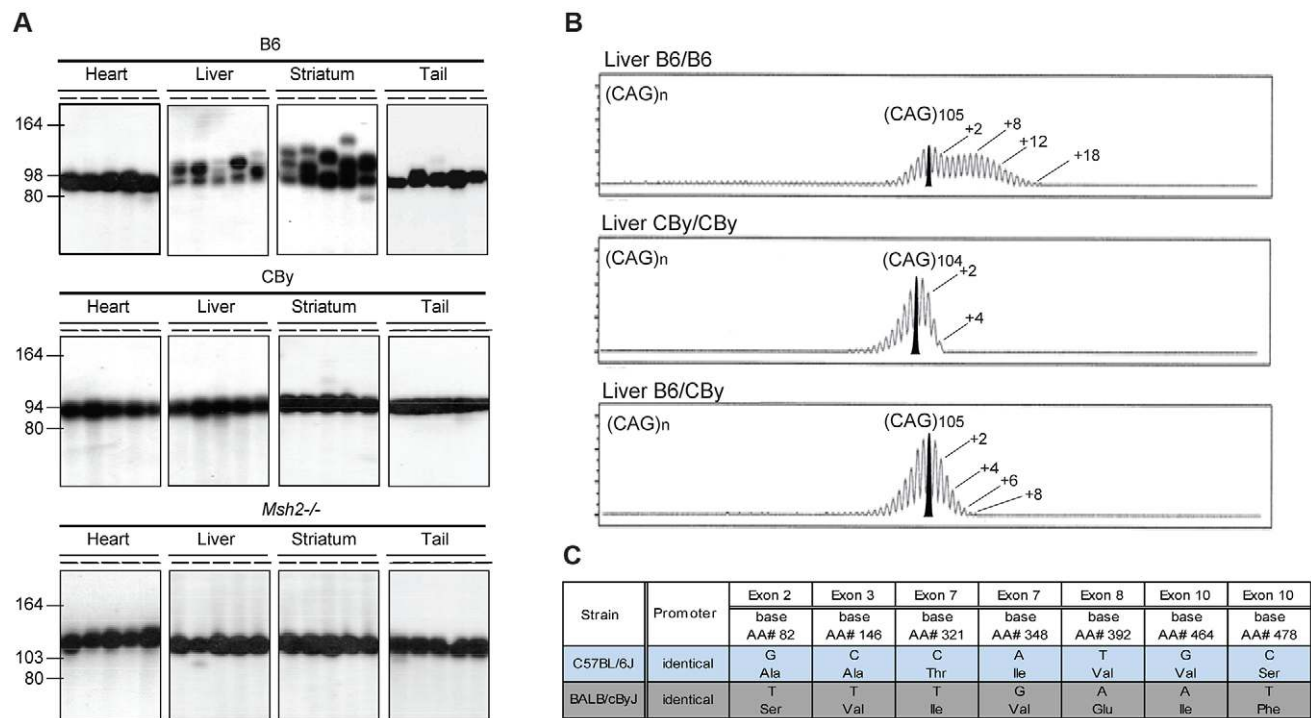 A
B6
Heart Liver Striatum Tail
164
98
80
CBy
Heart Liver Striatum Tail
164
94
80
Msh2-/-
Heart Liver Striatum Tail
164
103
80
B
Liver B6/B6
(CAG)n
(CAG)105
+2
+8
+12
+18
Liver CBy/CBy
(CAG)n
(CAG)104
+2
+4
Liver B6/CBy
(CAG)n
(CAG)105
+2
+4
+6
+8
C
Strain Promoter Exon 2 Exon 3 Exon 7 Exon 7 Exon 8 Exon 10 Exon 10
base base base base base base base
AA# 82 AA# 146 AA# 321 AA# 348 AA# 392 AA# 464 AA# 478
C57BL/6J identical G C C A T G C
Ala Ala Thr Ile Val Val Ser
BALB/cByJ identical T T T G A A T
Ser Val Ile Val Glu Ile Phe